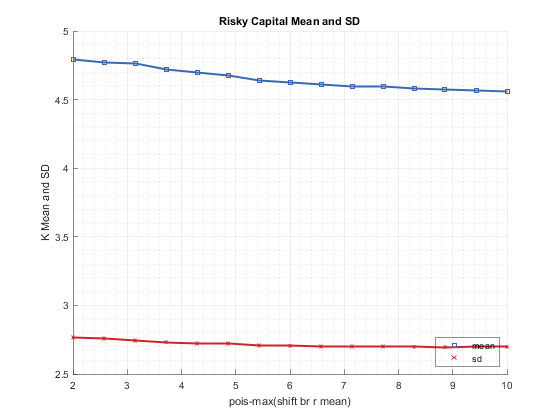 Risky Capital Mean and SD
5
4.5
4
3.5
3
2.5
K Mean and SD
mean
sd
2 3 4 5 6 7 8 9 10
pois-max(shift br r mean)